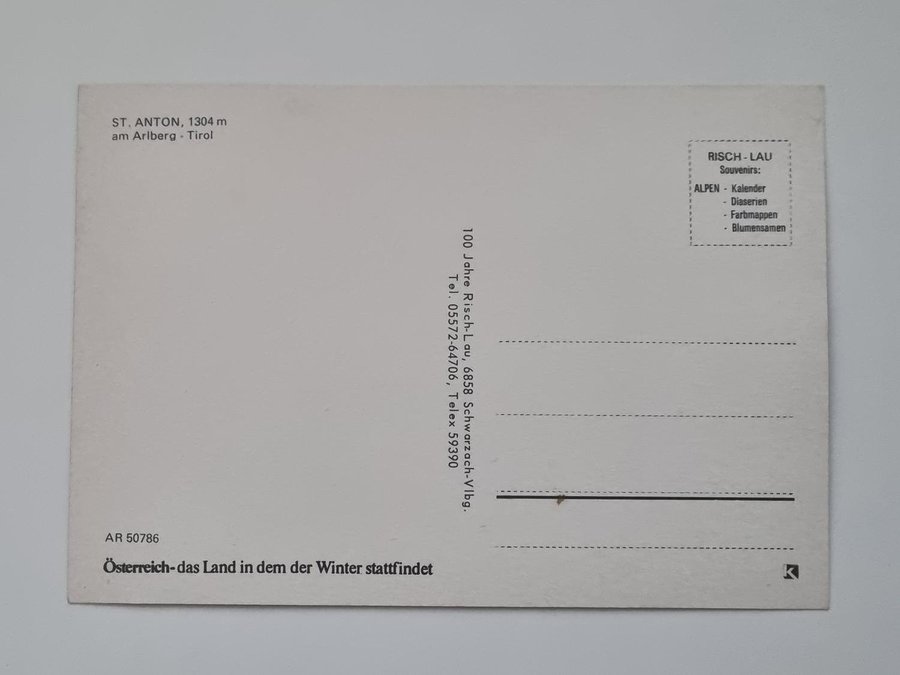 ST. ANTON, 1304 m
am Arlberg - Tirol
RISCH - LAU
Souvenirs:
ALPEN - Kalender
- Diaserien
- Farbmappen
- Blumensamen
100 Jahre Risch-Lau, 6858 Schwarzach-Vlbg.
Tel. 05572-64706, Telex 59390
AR 50786
Österreich-das Land in dem der Winter stattfindet
K